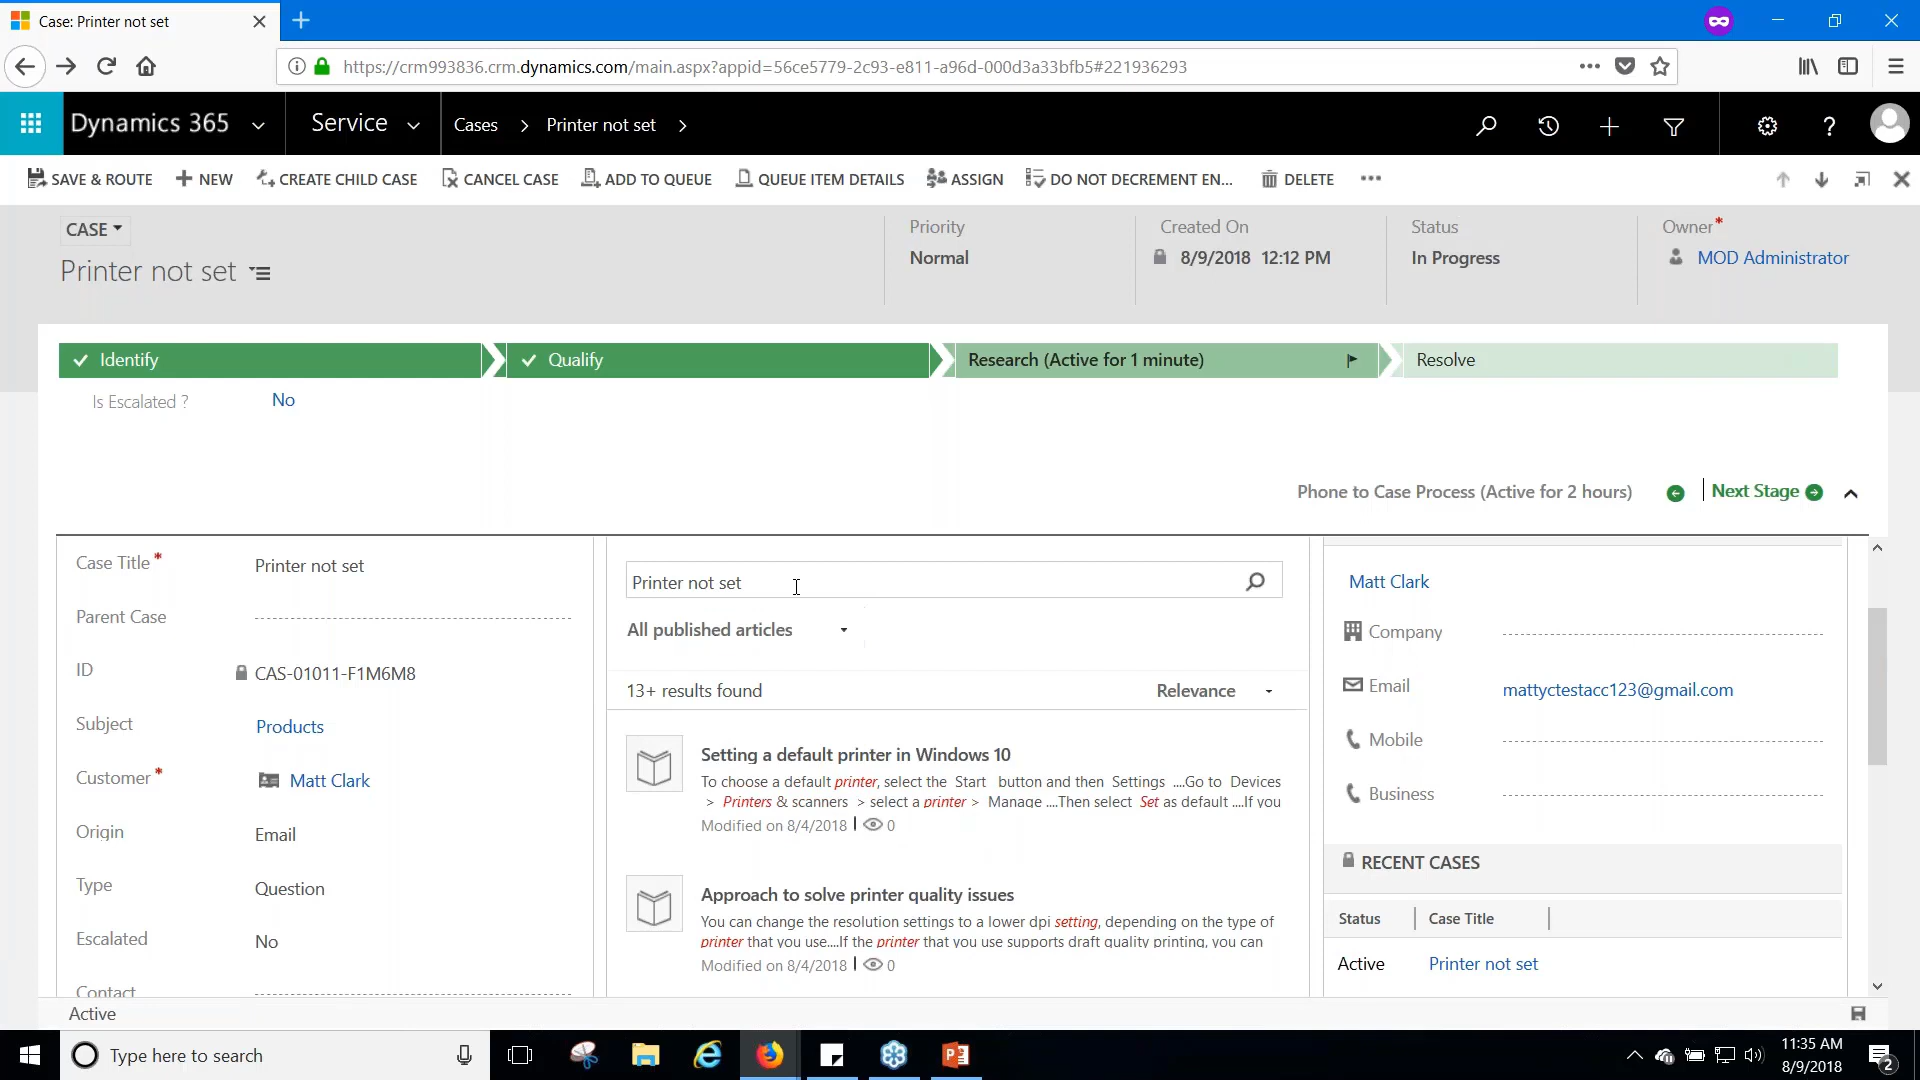 Case: Printer not set
https://crm993836.crm.dynamics.com/main.aspx?appid=56ce5779-2c93-e811-a96d-000d3a33bfb5#221936293
Dynamics 365 Service Cases > Printer not set >
SAVE & ROUTE NEW CREATE CHILD CASE CANCEL CASE ADD TO QUEUE QUEUE ITEM DETAILS ASSIGN DO NOT DECREMENT EN... DELETE ...
CASE
Printer not set
Priority
Normal
Created On
8/9/2018 12:12 PM
Status
In Progress
Owner*
MOD Administrator
Identify
Qualify
Research (Active for 1 minute)
Resolve
Is Escalated ? No
Phone to Case Process (Active for 2 hours) Next Stage
Case Title* Printer not set
Parent Case
ID CAS-01011-F1M6M8
Subject Products
Customer* Matt Clark
Origin Email
Type Question
Escalated No
Contact
Printer not set
All published articles
13+ results found Relevance
Setting a default printer in Windows 10
To choose a default printer, select the Start button and then Settings ....Go to Devices
> Printers & scanners > select a printer > Manage ....Then select Set as default ....If you
Modified on 8/4/2018 | 0
Approach to solve printer quality issues
You can change the resolution settings to a lower dpi setting, depending on the type of
printer that you use....If the printer that you use supports draft quality printing, you can
Modified on 8/4/2018 | 0
Matt Clark
Company
Email mattyctestacc123@gmail.com
Mobile
Business
RECENT CASES
Status Case Title
Active Printer not set
Active
Type here to search
11:35 AM
8/9/2018
2